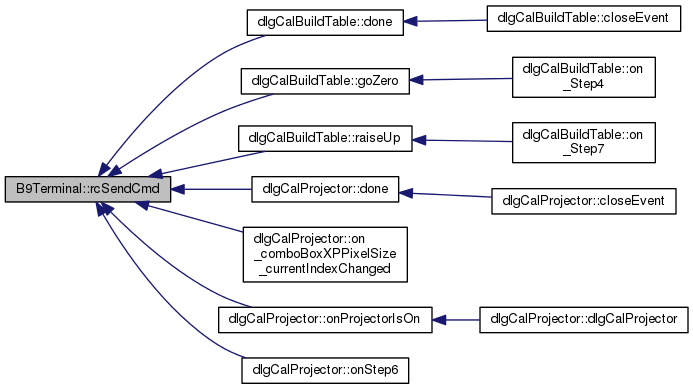 dlgCalBuildTable::done
dlgCalBuildTable::closeEvent
dlgCalBuildTable::goZero
dlgCalBuildTable::on
_Step4
dlgCalBuildTable::raiseUp
dlgCalBuildTable::on
_Step7
B9Terminal::rcSendCmd
dlgCalProjector::done
dlgCalProjector::closeEvent
dlgCalProjector::on
_comboBoxXPPixelSize
_currentIndexChanged
dlgCalProjector::onProjectorIsOn
dlgCalProjector::dlgCalProjector
dlgCalProjector::onStep6